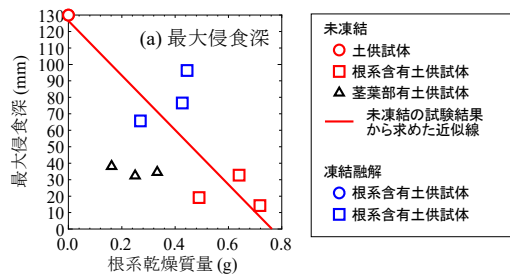 (a) 最大侵食深
最大侵食深 (mm)
130
120
110
100
90
80
70
60
50
40
30
20
10
0
0.0
0.2
0.4
0.6
0.8
根系乾燥質量 (g)
未凍結
土供試体
根系含有土供試体
茎葉部有土供試体
未凍結の試験結果
から求めた近似線
凍結融解
根系含有土供試体
根系含有土供試体